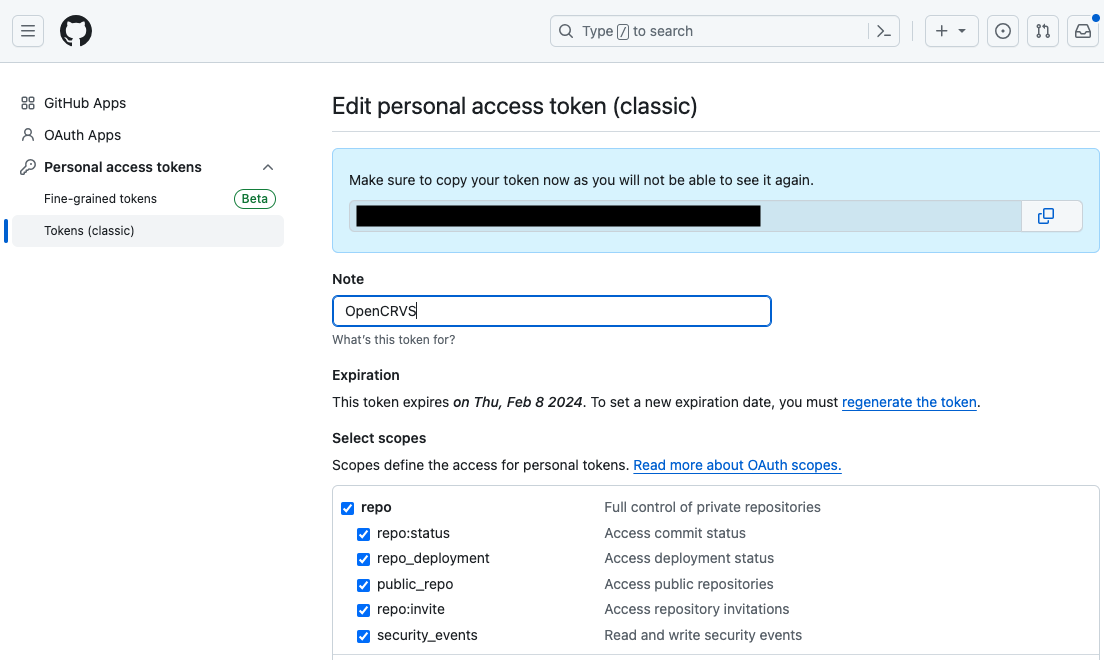 Type / to search
GitHub Apps
OAuth Apps
Personal access tokens
Fine-grained tokens Beta
Tokens (classic)
Edit personal access token (classic)
Make sure to copy your token now as you will not be able to see it again.
Note
OpenCRVS
What's this token for?
Expiration
This token expires on Thu, Feb 8 2024. To set a new expiration date, you must regenerate the token.
Select scopes
Scopes define the access for personal tokens. Read more about OAuth scopes.
repo Full control of private repositories
repo:status Access commit status
repo_deployment Access deployment status
public_repo Access public repositories
repo:invite Access repository invitations
security_events Read and write security events